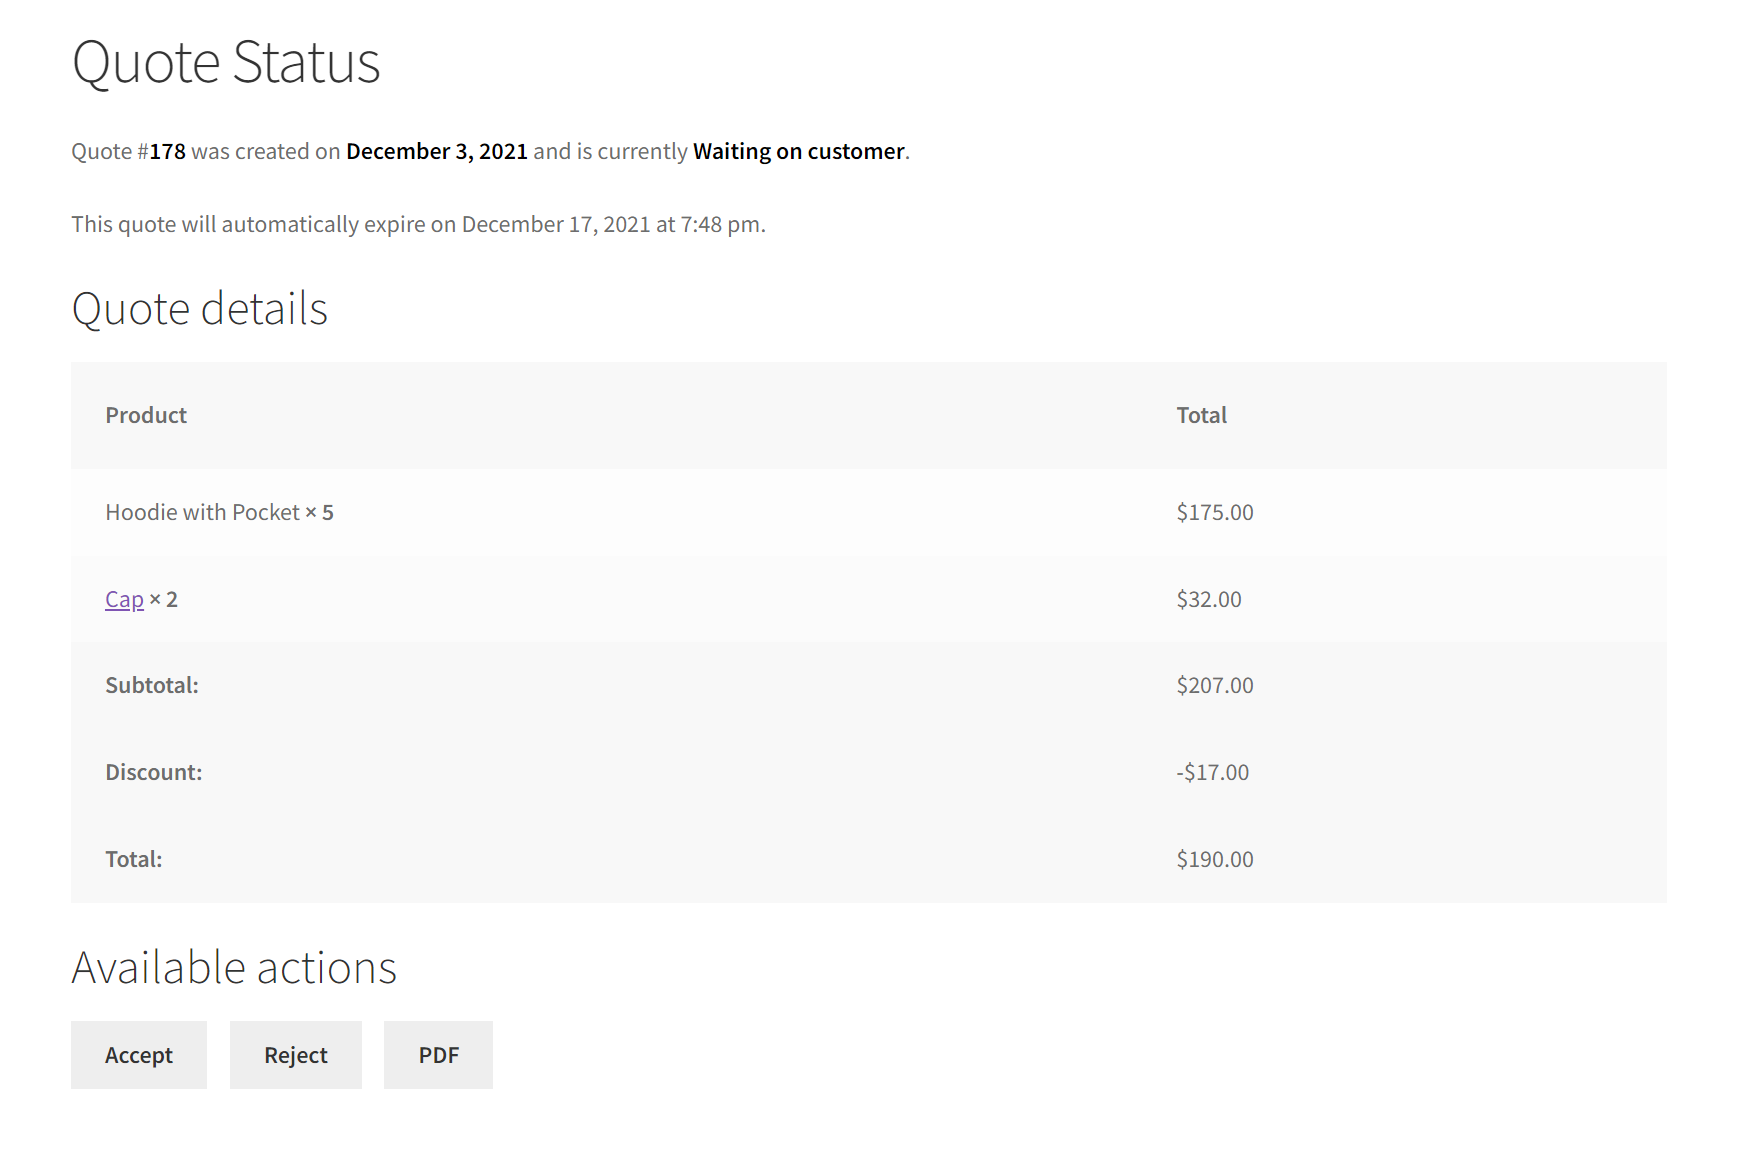 Quote Status
Quote #178 was created on December 3, 2021 and is currently Waiting on customer.
This quote will automatically expire on December 17, 2021 at 7:48 pm.
Quote details
Product Total
Hoodie with Pocket × 5 $175.00
Cap × 2 $32.00
Subtotal: $207.00
Discount: -$17.00
Total: $190.00
Available actions
Accept Reject PDF